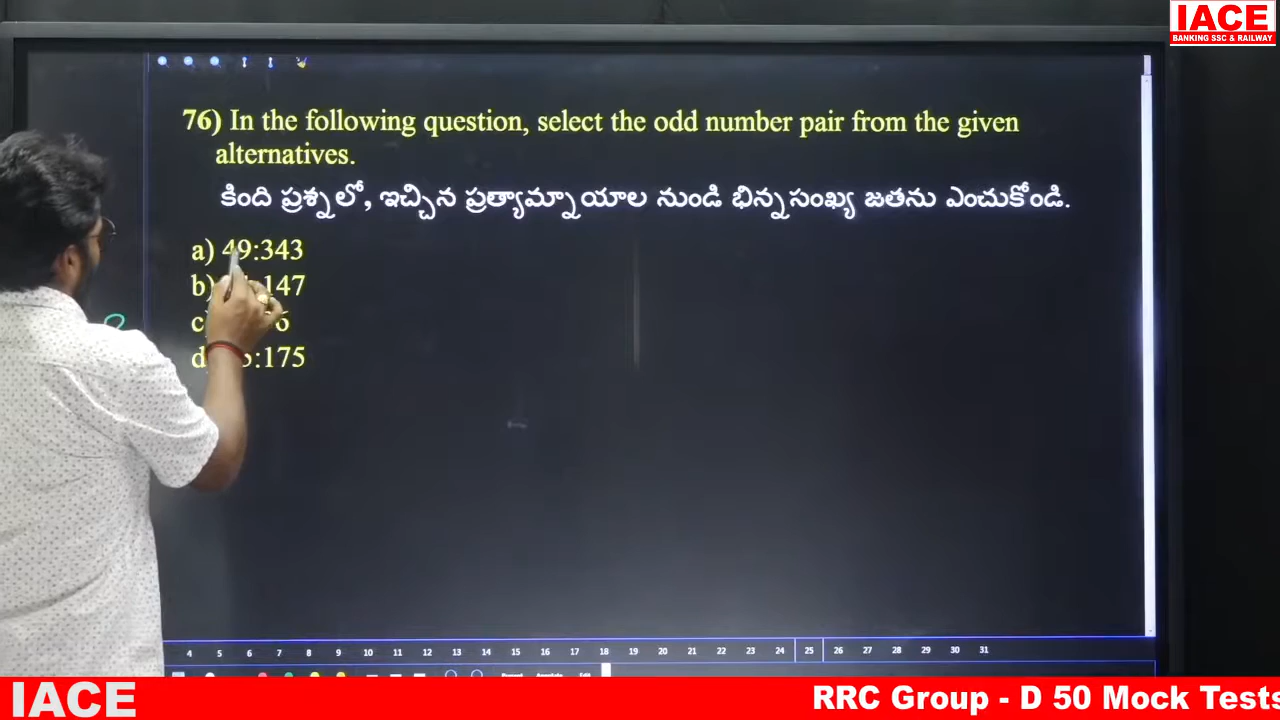 IACE
BANKING SSC & RAILWAY
76) In the following question, select the odd number pair from the given
alternatives.
కింది ప్రశ్నలో, ఇచ్చిన ప్రత్యామ్నాయాల నుండి భిన్నసంఖ్య జతను ఎంచుకోండి.
a) 49:343
b) :147
c) 6
d) 5:175
4 5 6 7 8 9 10 11 12 13 14 15 16 17 18 19 20 21 22 23 24 25 26 27 28 29 30 31
IACE
RRC Group - D 50 Mock Tests